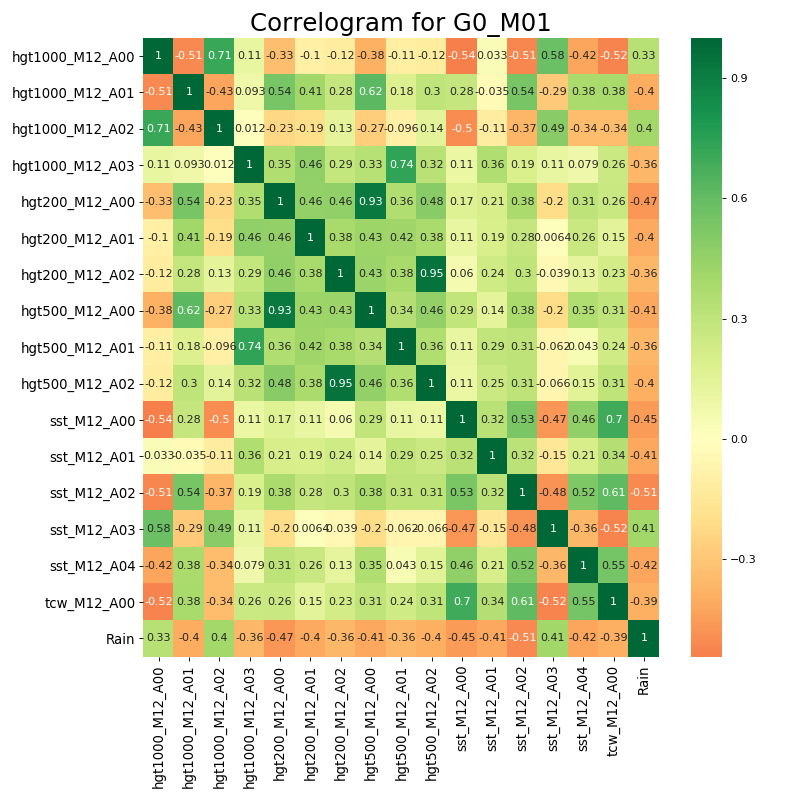 Correlogram for G0_M01
hgt1000_M12_A00 1 -0.51 0.71 0.11 -0.33 -0.1 -0.12 -0.38 -0.11 -0.12 -0.54 0.033 -0.51 0.58 -0.42 -0.52 0.33
0.9
hgt1000_M12_A01 -0.51 1 -0.43 0.093 0.54 0.41 0.28 0.62 0.18 0.3 0.28 -0.035 0.54 -0.29 0.38 0.38 -0.4
hgt1000_M12_A02 0.71 -0.43 1 0.012 -0.23 -0.19 0.13 -0.27 -0.096 0.14 -0.5 -0.11 -0.37 0.49 -0.34 -0.34 0.4
hgt1000_M12_A03 0.11 0.093 0.012 1 0.35 0.46 0.29 0.33 0.74 0.32 0.11 0.36 0.19 0.11 0.079 0.26 -0.36
0.6
hgt200_M12_A00 -0.33 0.54 -0.23 0.35 1 0.46 0.46 0.93 0.36 0.48 0.17 0.21 0.38 -0.2 0.31 0.26 -0.47
hgt200_M12_A01 -0.1 0.41 -0.19 0.46 0.46 1 0.38 0.43 0.42 0.38 0.11 0.19 0.28 0.0064 0.26 0.15 -0.4
hgt200_M12_A02 -0.12 0.28 0.13 0.29 0.46 0.38 1 0.43 0.38 0.95 0.06 0.24 0.3 -0.039 0.13 0.23 -0.36
hgt500_M12_A00 -0.38 0.62 -0.27 0.33 0.93 0.43 0.43 1 0.34 0.46 0.29 0.14 0.38 -0.2 0.35 0.31 -0.41
0.3
hgt500_M12_A01 -0.11 0.18 -0.096 0.74 0.36 0.42 0.38 0.34 1 0.36 0.11 0.29 0.31 -0.062 0.043 0.24 -0.36
hgt500_M12_A02 -0.12 0.3 0.14 0.32 0.48 0.38 0.95 0.46 0.36 1 0.11 0.25 0.31 -0.066 0.15 0.31 -0.4
sst_M12_A00 -0.54 0.28 -0.5 0.11 0.17 0.11 0.06 0.29 0.11 0.11 1 0.32 0.53 -0.47 0.46 0.7 -0.45
0.0
sst_M12_A01 0.033 -0.035 -0.11 0.36 0.21 0.19 0.24 0.14 0.29 0.25 0.32 1 0.32 -0.15 0.21 0.34 -0.41
sst_M12_A02 -0.51 0.54 -0.37 0.19 0.38 0.28 0.3 0.38 0.31 0.31 0.53 0.32 1 -0.48 0.52 0.61 -0.51
sst_M12_A03 0.58 -0.29 0.49 0.11 -0.2 0.0064 -0.039 -0.2 -0.062 -0.066 -0.47 -0.15 -0.48 1 -0.36 -0.52 0.41
sst_M12_A04 -0.42 0.38 -0.34 0.079 0.31 0.26 0.13 0.35 0.043 0.15 0.46 0.21 0.52 -0.36 1 0.55 -0.42
−0.3
tcw_M12_A00 -0.52 0.38 -0.34 0.26 0.26 0.15 0.23 0.31 0.24 0.31 0.7 0.34 0.61 -0.52 0.55 1 -0.39
Rain 0.33 -0.4 0.4 -0.36 -0.47 -0.4 -0.36 -0.41 -0.36 -0.4 -0.45 -0.41 -0.51 0.41 -0.42 -0.39 1
hgt1000_M12_A00
hgt1000_M12_A01
hgt1000_M12_A02
hgt1000_M12_A03
hgt200_M12_A00
hgt200_M12_A01
hgt200_M12_A02
hgt500_M12_A00
hgt500_M12_A01
hgt500_M12_A02
sst_M12_A00
sst_M12_A01
sst_M12_A02
sst_M12_A03
sst_M12_A04
tcw_M12_A00
Rain